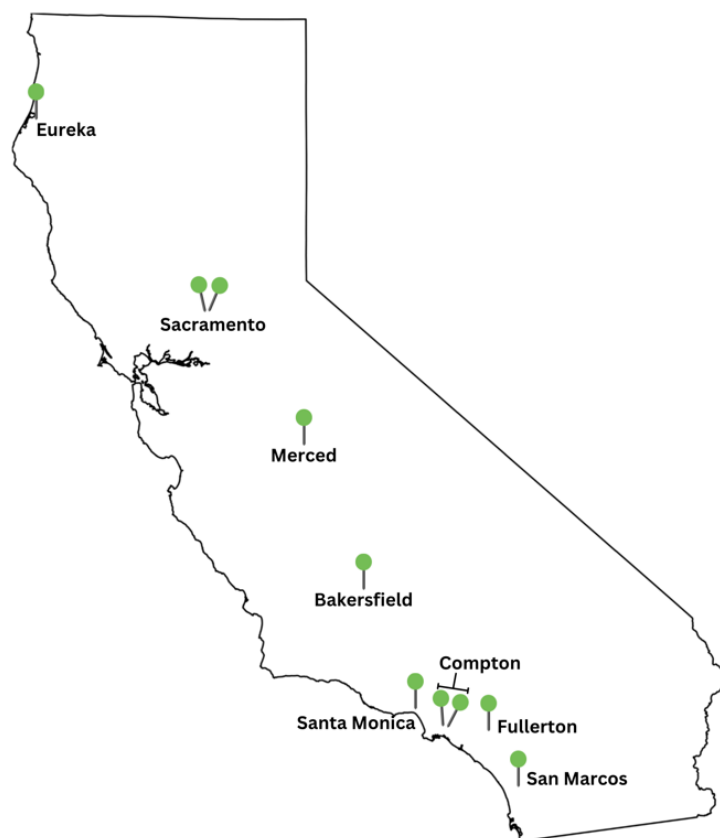 Eureka
Sacramento
Merced
Bakersfield
Compton
Santa Monica
Fullerton
San Marcos